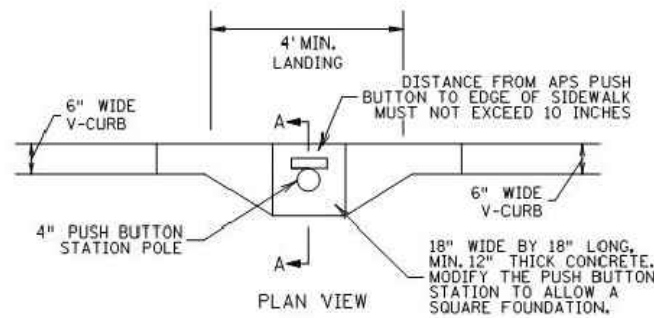 4' MIN.
LANDING
DISTANCE FROM APS PUSH
BUTTON TO EDGE OF SIDEWALK
MUST NOT EXCEED 10 INCHES
6" WIDE
V-CURB
A
6" WIDE
V-CURB
4" PUSH BUTTON
STATION POLE
A
18" WIDE BY 18" LONG,
MIN. 12" THICK CONCRETE.
MODIFY THE PUSH BUTTON
STATION TO ALLOW A
SQUARE FOUNDATION.
PLAN VIEW